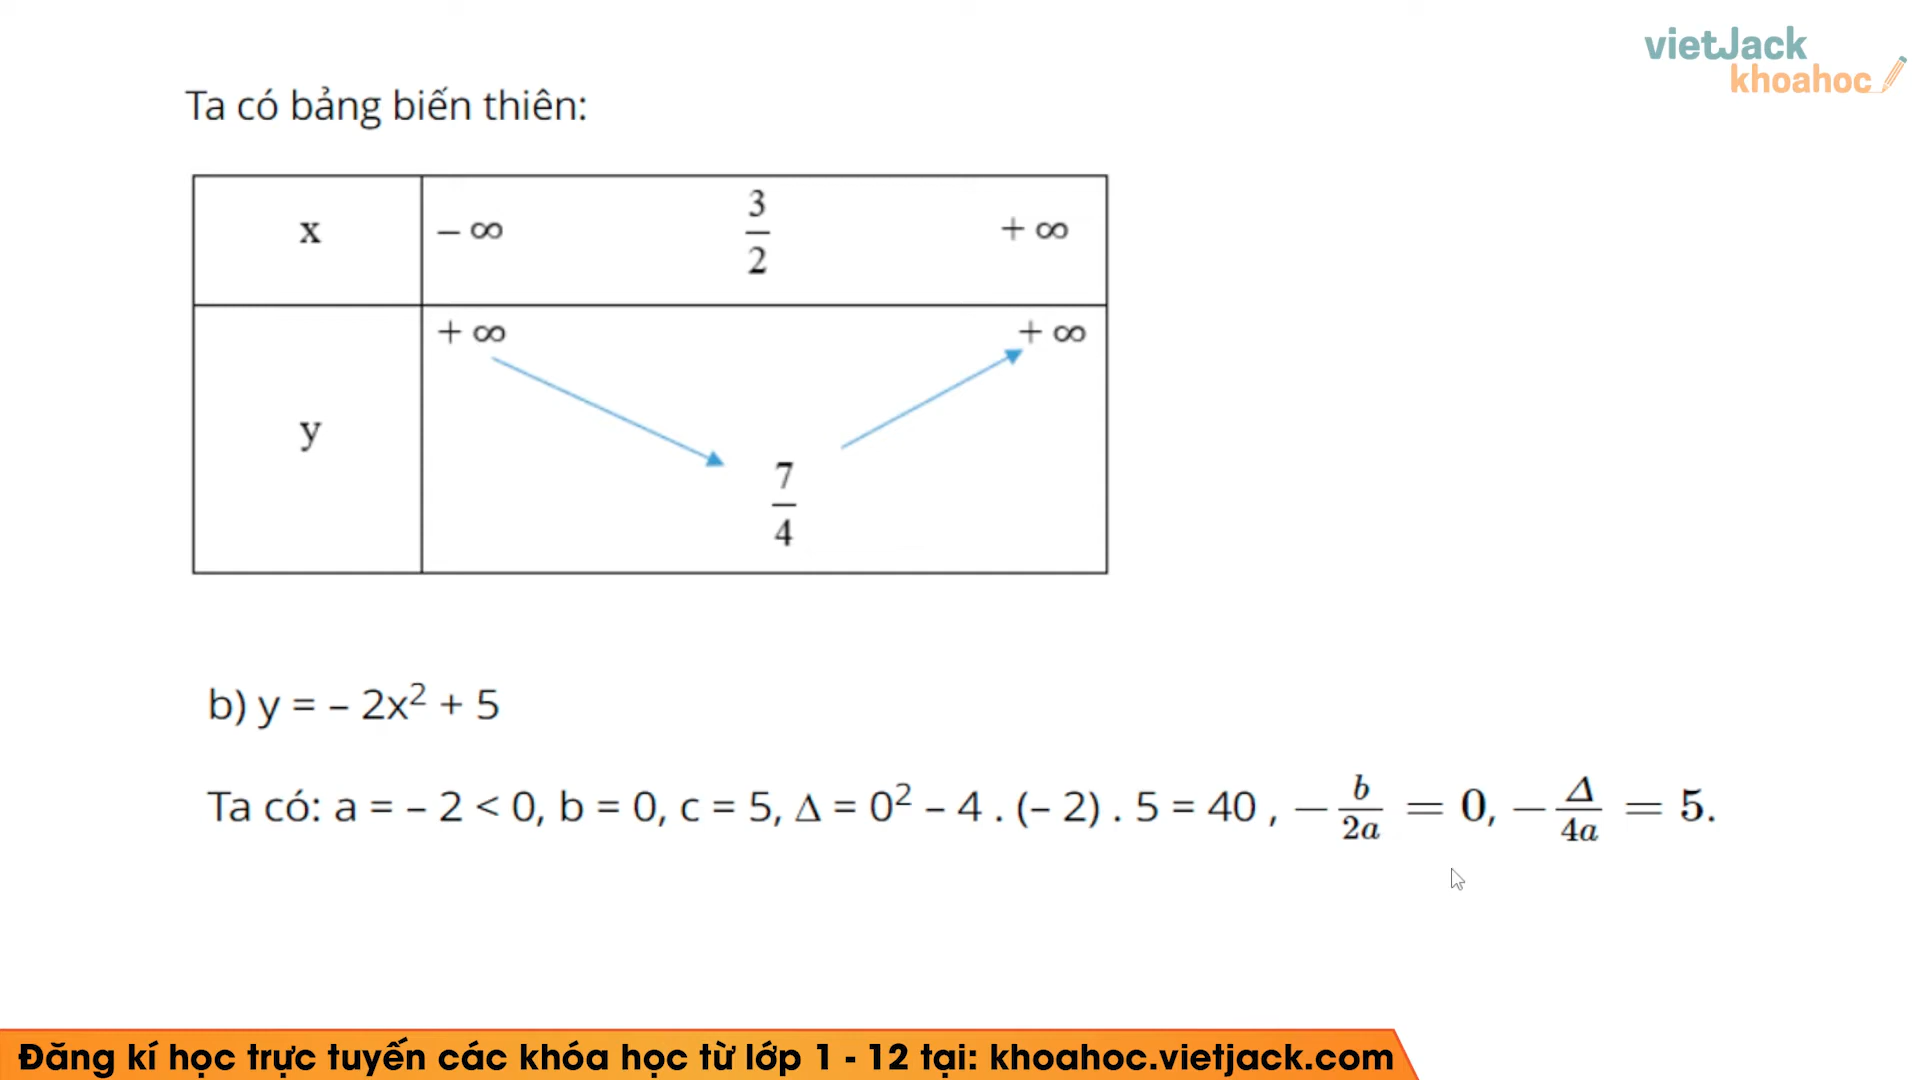 vietJack
khoahoc
Ta có bảng biến thiên:
x – ∞ 3/2 + ∞
+ ∞ + ∞
y
7/4
b) y = – 2x² + 5
Ta có: a = – 2 < 0, b = 0, c = 5, Δ = 0² – 4 . (– 2) . 5 = 40 , −b/2a = 0, −Δ/4a = 5.
Đăng kí học trực tuyến các khóa học từ lớp 1 - 12 tại: khoahoc.vietjack.com